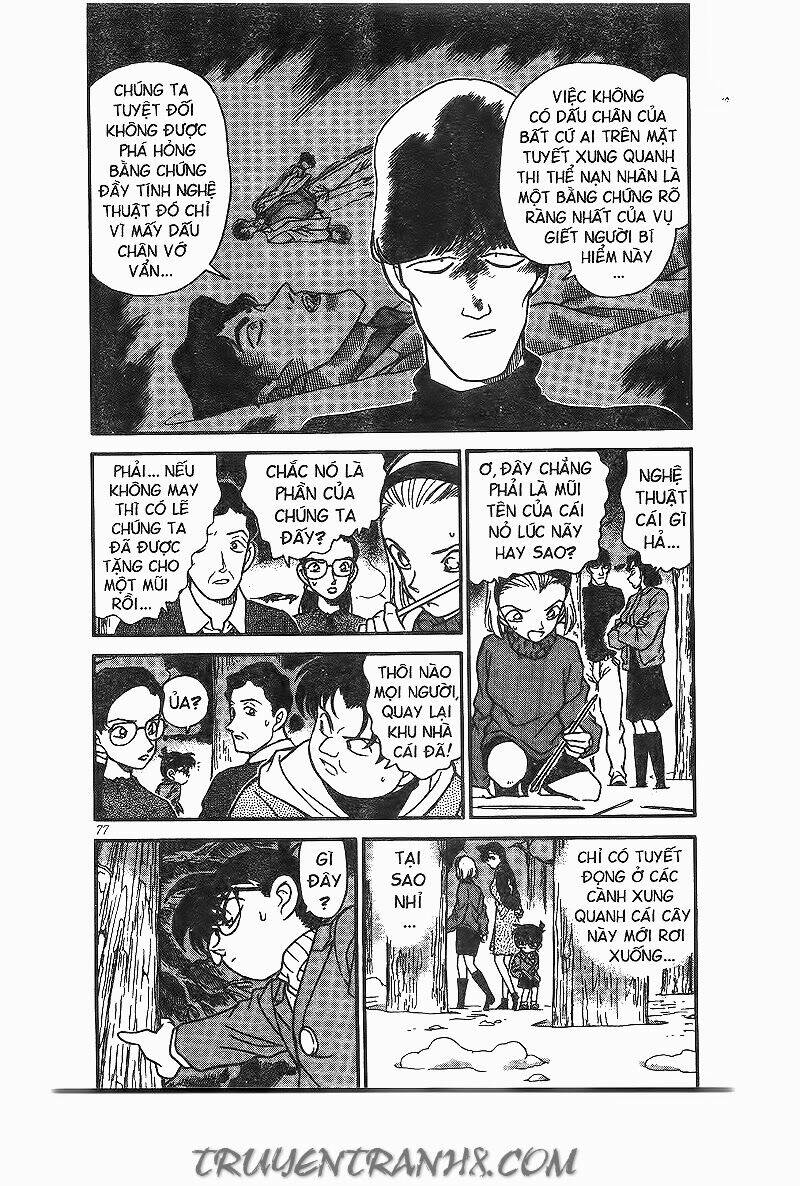 VIỆC KHÔNG
CÓ DẤU CHÂN CỦA
BẤT CỨ AI TRÊN MẶT
TUYẾT XUNG QUANH
THI THỂ NẠN NHÂN LÀ
MỘT BẰNG CHỨNG RÕ
RÀNG NHẤT CỦA VỤ
GIẾT NGƯỜI BÍ
HIỂM NÀY
...
CHÚNG TA
TUYỆT ĐỐI
KHÔNG ĐƯỢC
PHÁ HỎNG
BẰNG CHỨNG
ĐẦY TÍNH NGHỆ
THUẬT ĐÓ CHỈ
VÌ MẤY DẤU
CHÂN VỚ
VẨN...
NGHỆ
THUẬT
CÁI GÌ
HẢ...
Ơ, ĐÂY CHẲNG
PHẢI LÀ MŨI
TÊN CỦA CÁI
NỎ LÚC NÃY
HAY SAO?
CHẮC NÓ LÀ
PHẦN CỦA
CHÚNG TA
ĐẤY?
PHẢI... NẾU
KHÔNG MAY
THÌ CÓ LẼ
CHÚNG TA
ĐÃ ĐƯỢC
TẶNG CHO
MỘT MŨI
RỒI...
THÔI NÀO
MỌI NGƯỜI,
QUAY LẠI
KHU NHÀ
CÁI ĐÃ!
ỦA?
77
CHỈ CÓ TUYẾT
ĐỌNG Ở CÁC
CÀNH XUNG
QUANH CÁI CÂY
NÀY MỚI RƠI
XUỐNG...
TẠI
SAO
NHỈ
...
GÌ
ĐÂY
?
TRUYENTRANH8.COM